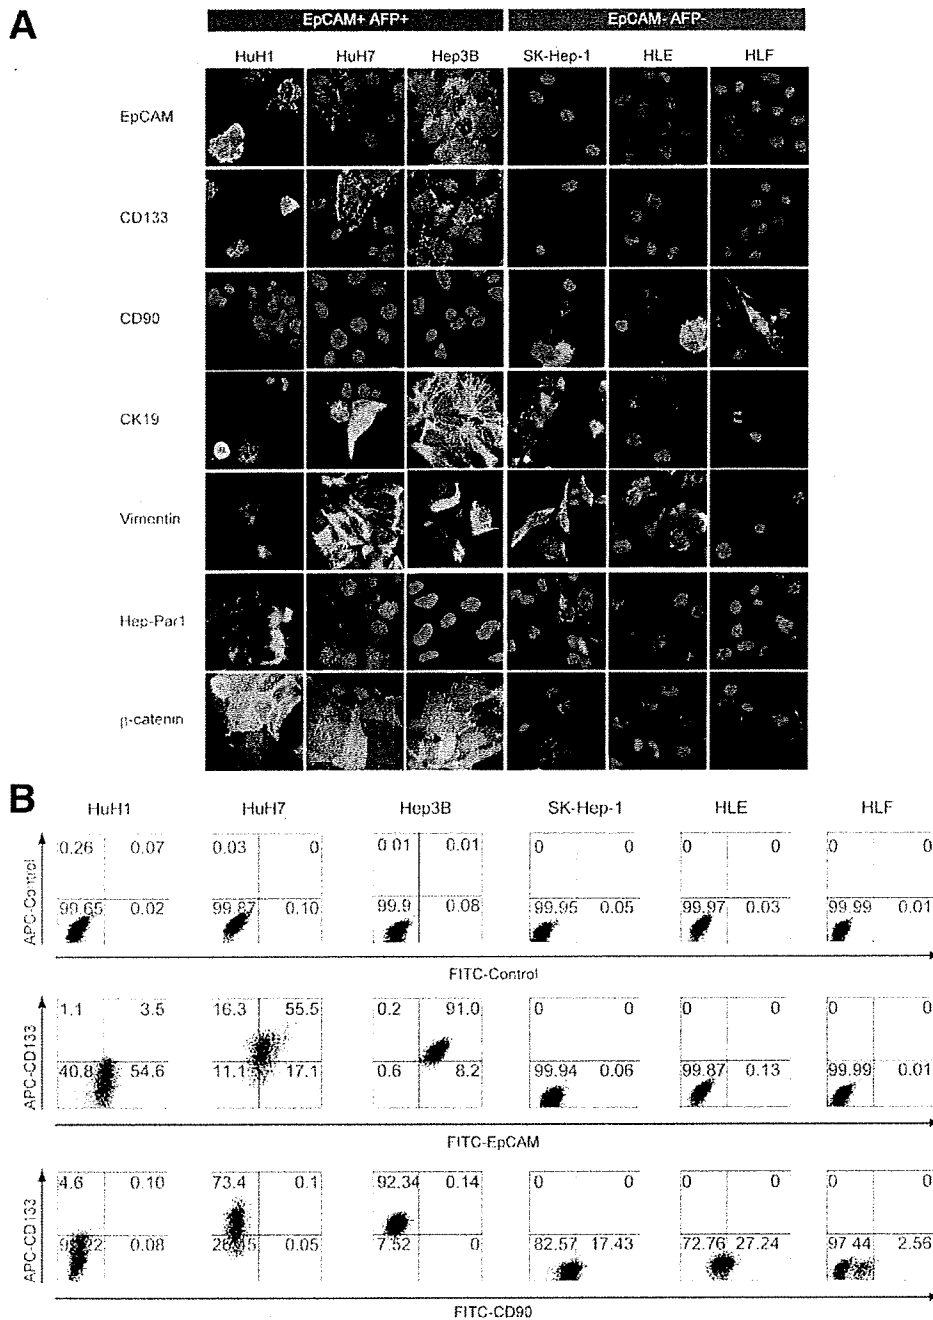 A
EpCAM+ AFP+ EpCAM- AFP-
HuH1 HuH7 Hep3B SK-Hep-1 HLE HLF
EpCAM
CD133
CD90
CK19
Vimentin
Hep-Par1
β-catenin
B
HuH1 HuH7 Hep3B SK-Hep-1 HLE HLF
APC-Control
0.26 0.07 0.03 0 0.01 0.01 0 0 0 0 0 0
99.65 0.02 99.87 0.10 99.9 0.08 99.95 0.05 99.97 0.03 99.99 0.01
FITC-Control
APC-CD133
1.1 3.5 16.3 55.5 0.2 91.0 0 0 0 0 0 0
40.8 54.6 11.1 17.1 0.6 8.2 99.94 0.06 99.87 0.13 99.99 0.01
FITC-EpCAM
APC-CD133
4.6 0.10 73.4 0.1 92.34 0.14 0 0 0 0 0 0
0.08 0.05 7.52 0 82.57 17.43 72.76 27.24 97.44 2.56
FITC-CD90